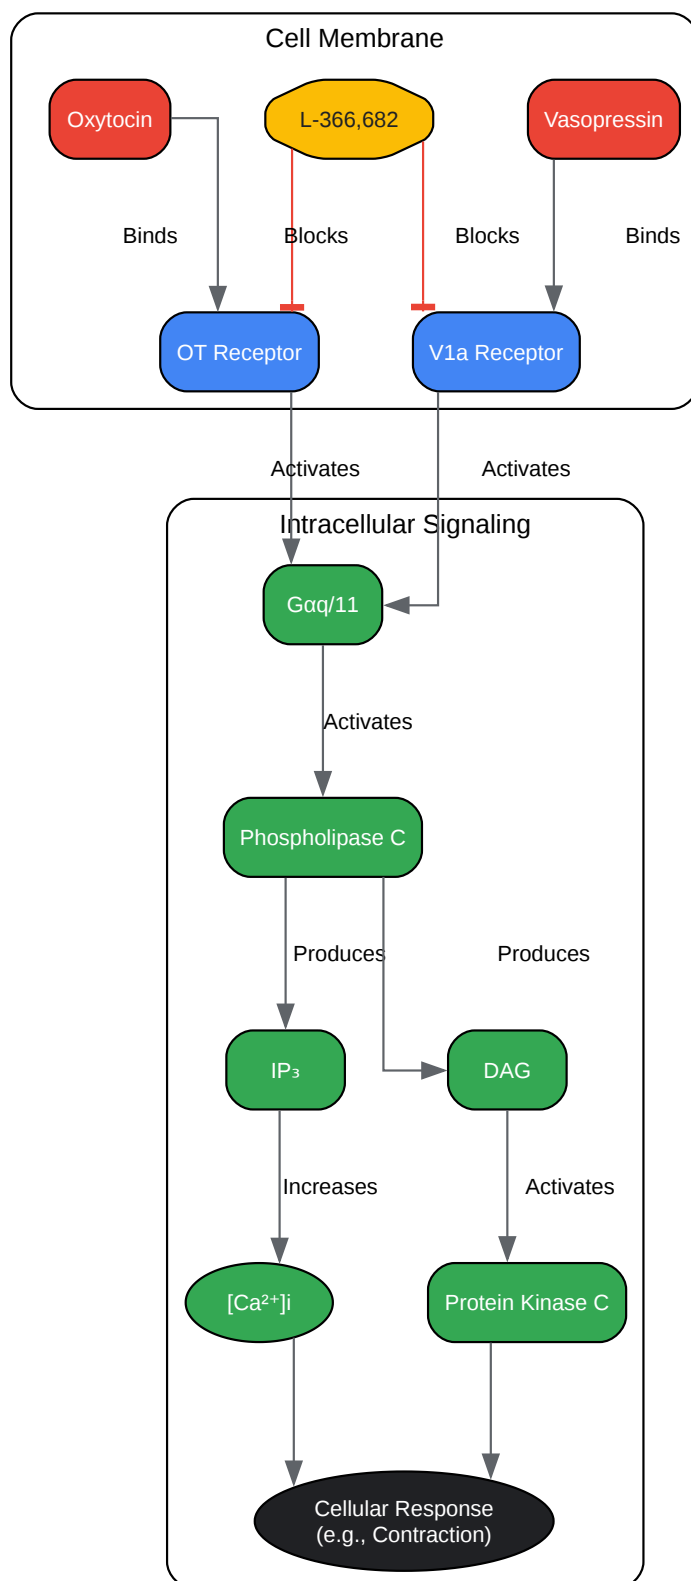 Cell Membrane
Oxytocin
L-366,682
Vasopressin
Binds
Blocks
Blocks
Binds
OT Receptor
V1a Receptor
Activates
Activates
Intracellular Signaling
Gαq/11
Activates
Phospholipase C
Produces
Produces
IP₃
DAG
Increases
Activates
[Ca²⁺]i
Protein Kinase C
Cellular Response
(e.g., Contraction)